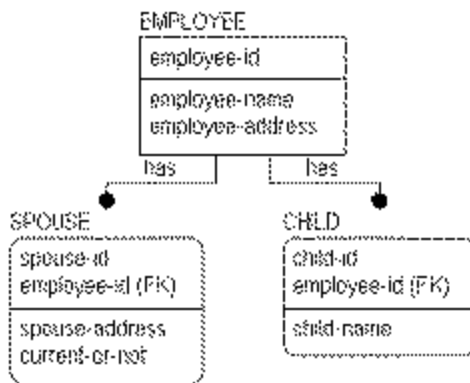 EMPLOYEE
employee-id
employee-name
employee-address
has
has
SPOUSE
spouse-id
employee-id (FK)
spouse-address
current-or-not
CHILD
child-id
employee-id (FK)
child-name